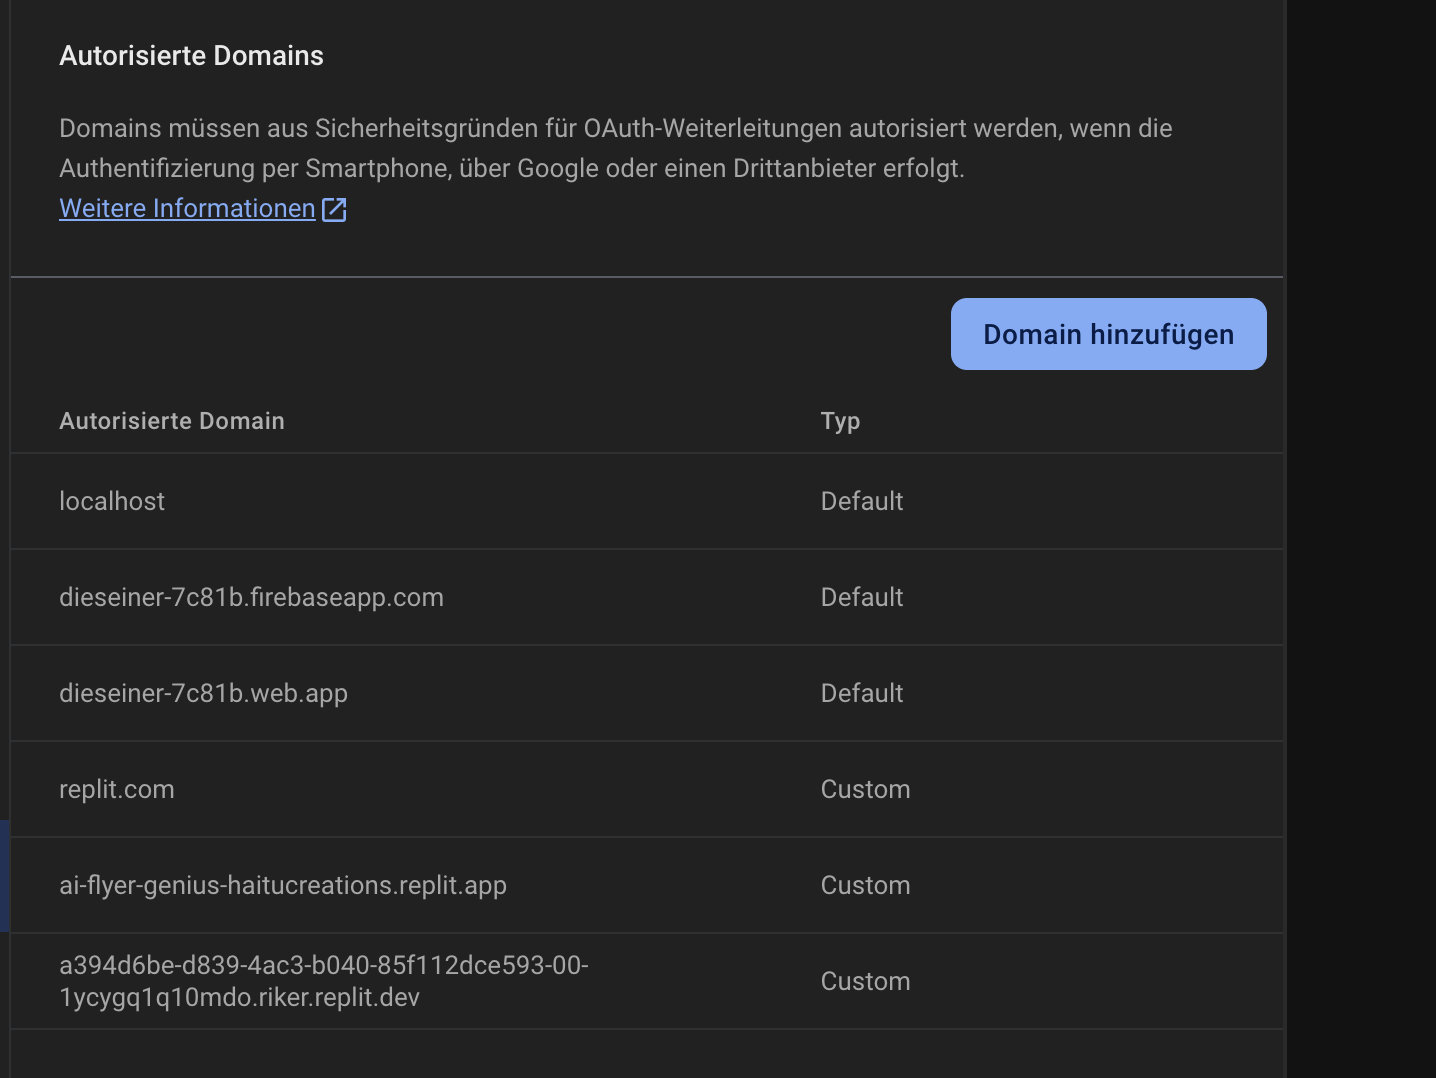 Autorisierte Domains
Domains müssen aus Sicherheitsgründen für OAuth-Weiterleitungen autorisiert werden, wenn die
Authentifizierung per Smartphone, über Google oder einen Drittanbieter erfolgt.
Weitere Informationen
Domain hinzufügen
Autorisierte Domain Typ
localhost Default
dieseiner-7c81b.firebaseapp.com Default
dieseiner-7c81b.web.app Default
replit.com Custom
ai-flyer-genius-haitucreations.replit.app Custom
a394d6be-d839-4ac3-b040-85f112dce593-00-
1ycygq1q10mdo.riker.replit.dev Custom